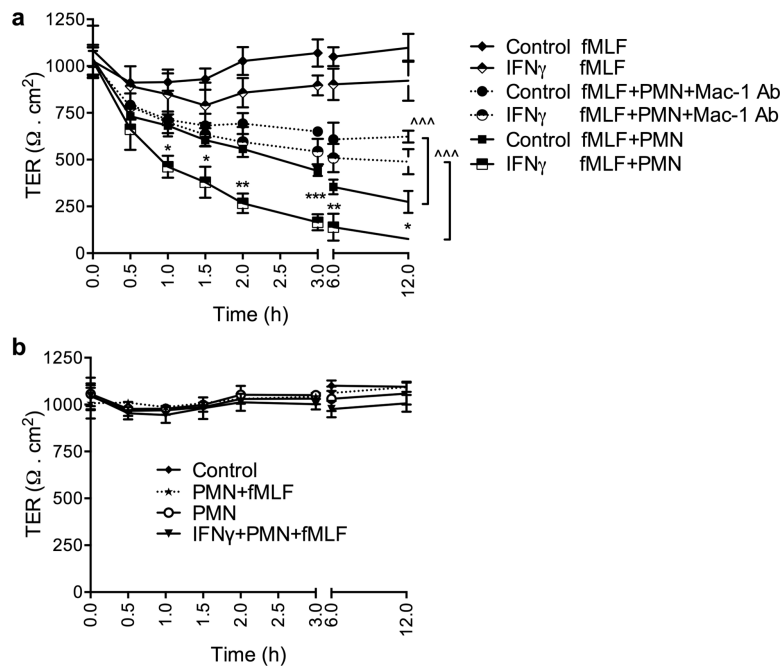 a
TER (Ω . cm2)
1250
1000
750
500
250
0
0.0 0.5 1.0 1.5 2.0 2.5 3.0 6.0 12.0
Time (h)
* * ** *** ** *
^^^
^^^
Control fMLF
IFNγ fMLF
Control fMLF+PMN+Mac-1 Ab
IFNγ fMLF+PMN+Mac-1 Ab
Control fMLF+PMN
IFNγ fMLF+PMN
b
TER (Ω . cm2)
1250
1000
750
500
250
0
0.0 0.5 1.0 1.5 2.0 2.5 3.0 6.0 12.0
Time (h)
Control
PMN+fMLF
PMN
IFNγ+PMN+fMLF